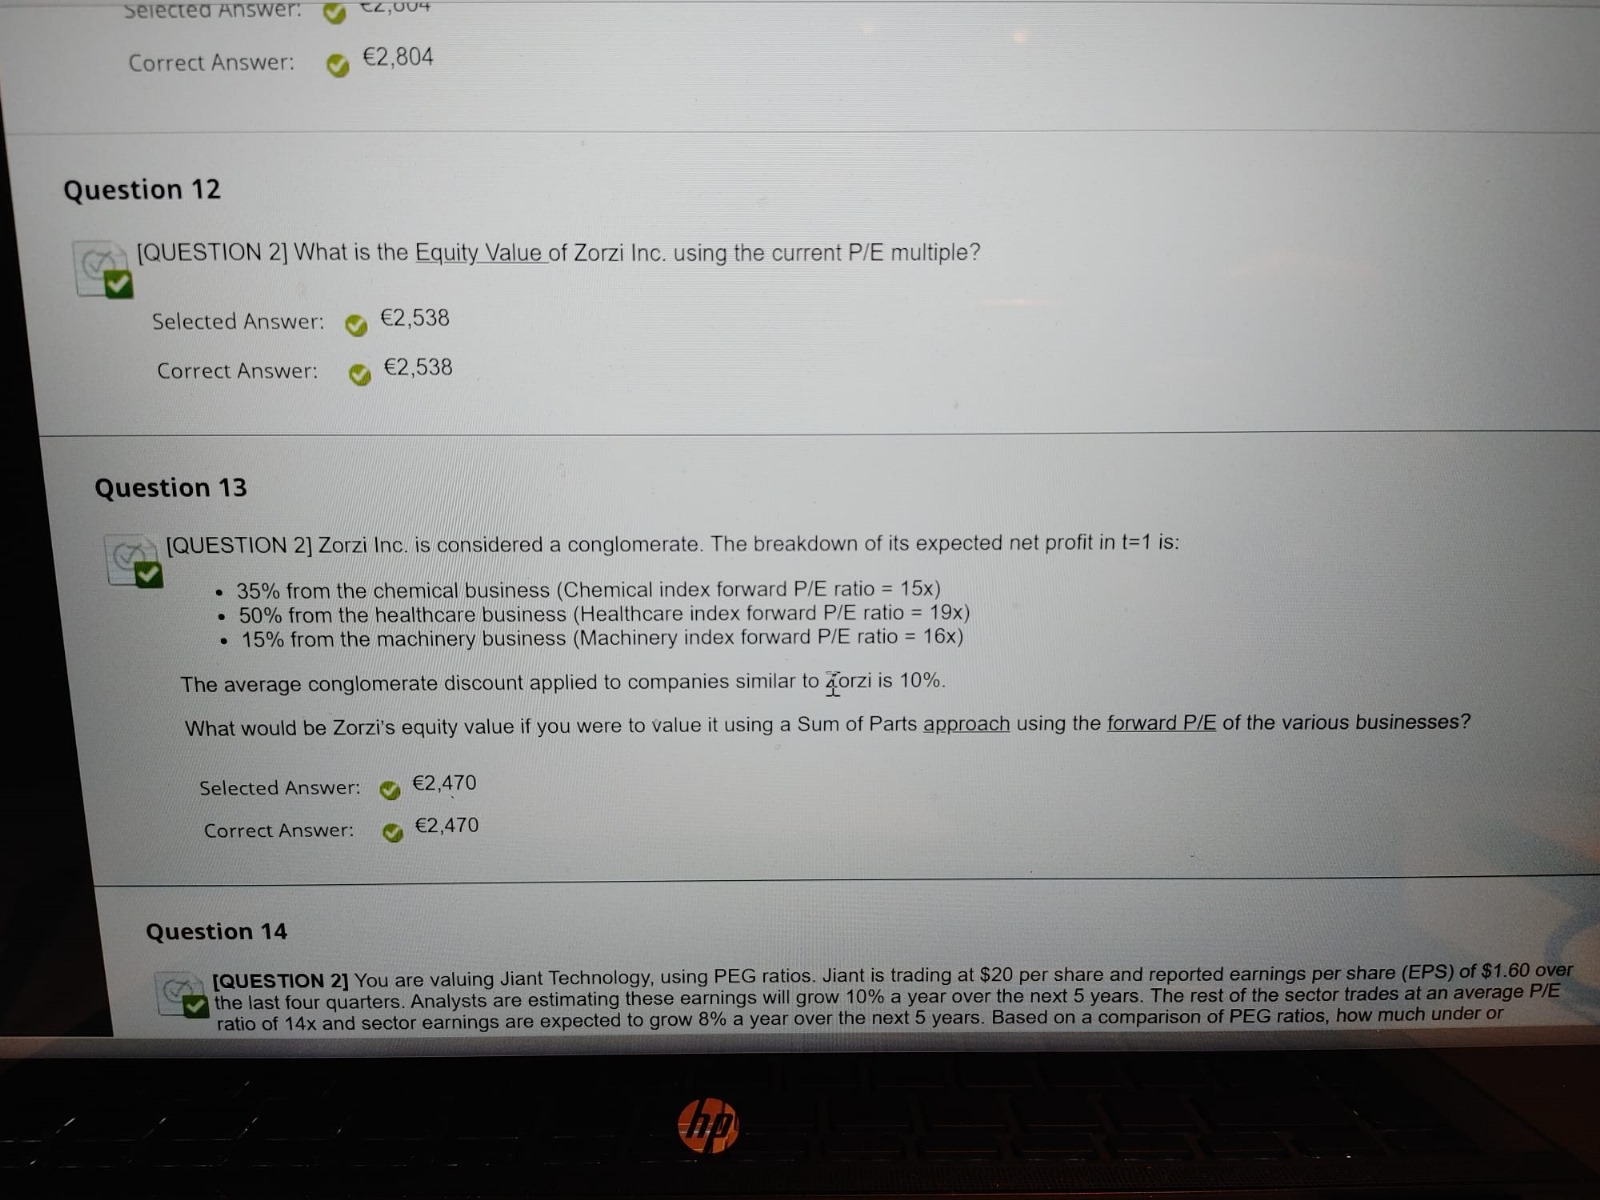 Selected Answer: €2,804
Correct Answer: €2,804
Question 12
[QUESTION 2] What is the Equity Value of Zorzi Inc. using the current P/E multiple?
Selected Answer: €2,538
Correct Answer: €2,538
Question 13
[QUESTION 2] Zorzi Inc. is considered a conglomerate. The breakdown of its expected net profit in t=1 is:
• 35% from the chemical business (Chemical index forward P/E ratio = 15x)
• 50% from the healthcare business (Healthcare index forward P/E ratio = 19x)
• 15% from the machinery business (Machinery index forward P/E ratio = 16x)
The average conglomerate discount applied to companies similar to Zorzi is 10%.
What would be Zorzi's equity value if you were to value it using a Sum of Parts approach using the forward P/E of the various businesses?
Selected Answer: €2,470
Correct Answer: €2,470
Question 14
[QUESTION 2] You are valuing Jiant Technology, using PEG ratios. Jiant is trading at $20 per share and reported earnings per share (EPS) of $1.60 over
the last four quarters. Analysts are estimating these earnings will grow 10% a year over the next 5 years. The rest of the sector trades at an average P/E
ratio of 14x and sector earnings are expected to grow 8% a year over the next 5 years. Based on a comparison of PEG ratios, how much under or
hp